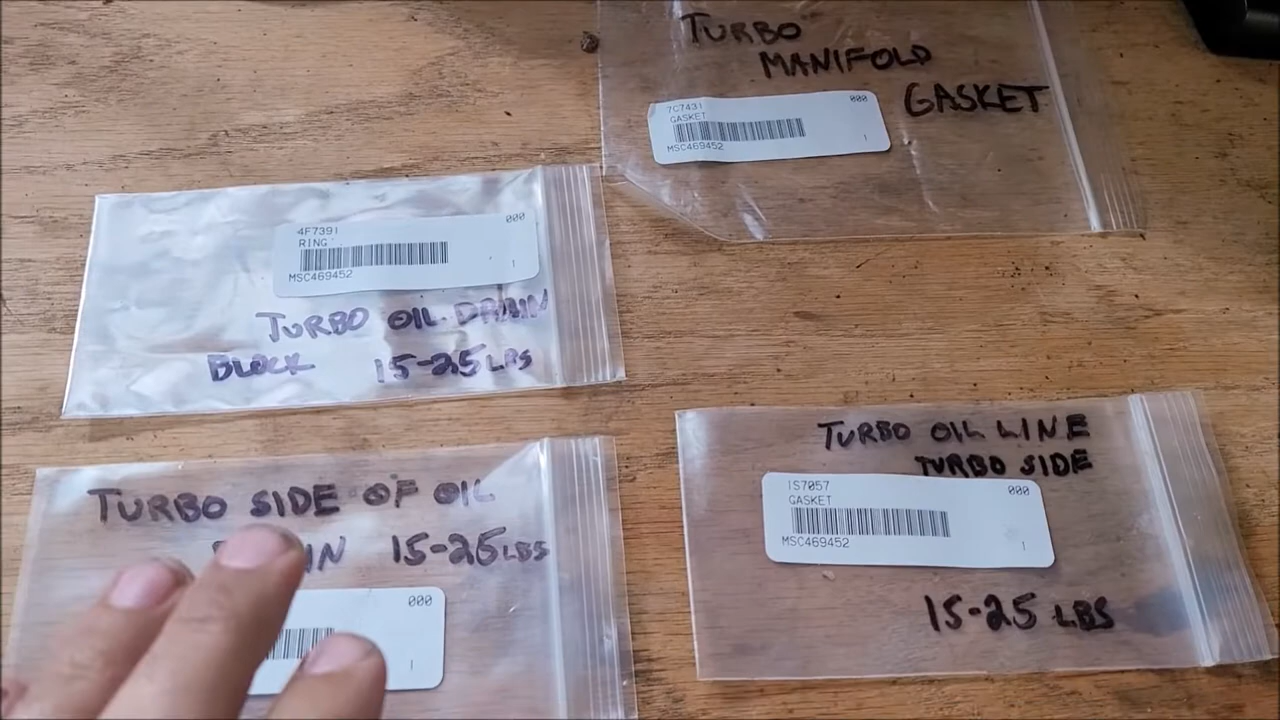 TURBO
MANIFOLD
GASKET
7C7431
000
GASKET
MSC469452
1
4F7391
000
RING
MSC469452
1
TURBO OIL DRAIN
BLOCK 15-25 LBS
TURBO SIDE OF OIL
15-25 LBS
000
1
TURBO OIL LINE
TURBO SIDE
1S7057
000
GASKET
MSC469452
1
15-25 LBS